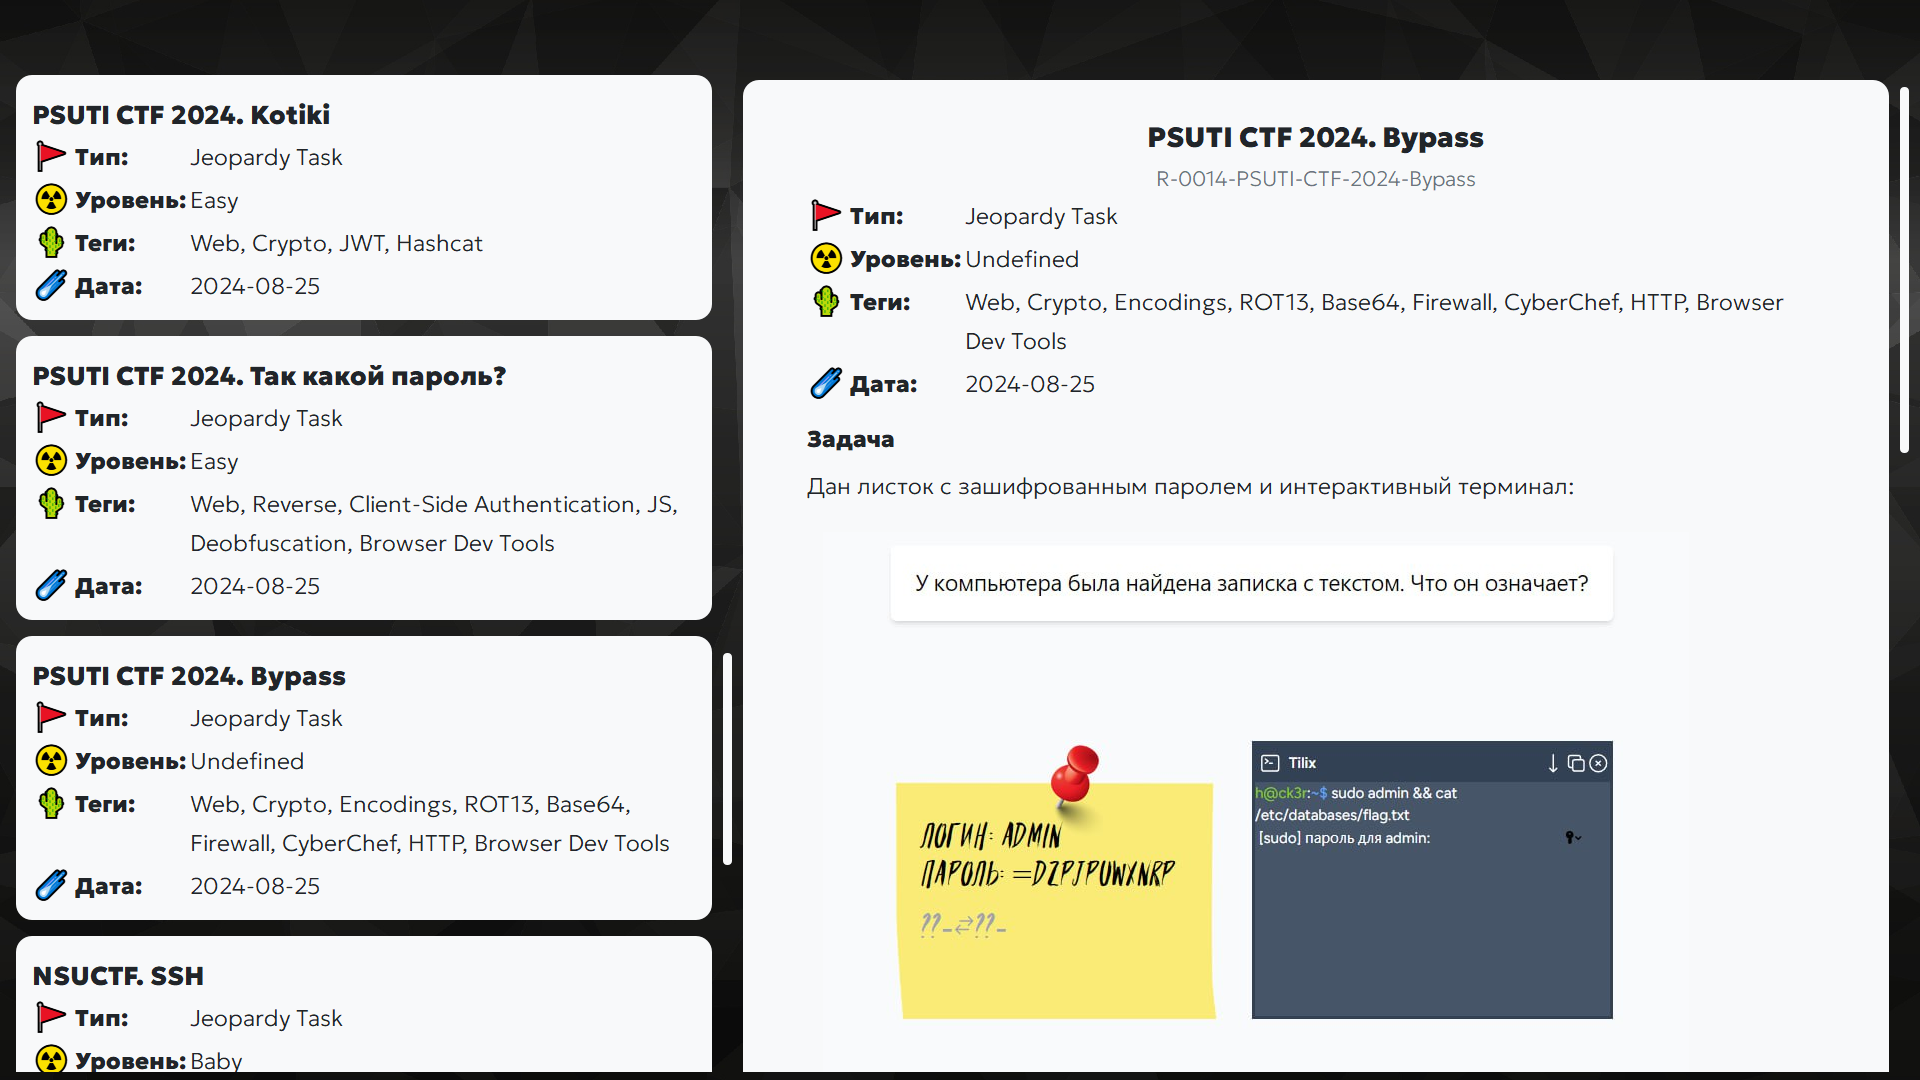 PSUTI CTF 2024. Kotiki
Тип: Jeopardy Task
Уровень: Easy
Теги: Web, Crypto, JWT, Hashcat
Дата: 2024-08-25
PSUTI CTF 2024. Так какой пароль?
Тип: Jeopardy Task
Уровень: Easy
Теги: Web, Reverse, Client-Side Authentication, JS,
Deobfuscation, Browser Dev Tools
Дата: 2024-08-25
PSUTI CTF 2024. Bypass
Тип: Jeopardy Task
Уровень: Undefined
Теги: Web, Crypto, Encodings, ROT13, Base64,
Firewall, CyberChef, HTTP, Browser Dev Tools
Дата: 2024-08-25
NSUCTF. SSH
Тип: Jeopardy Task
Уровень: Baby
PSUTI CTF 2024. Bypass
R-0014-PSUTI-CTF-2024-Bypass
Тип: Jeopardy Task
Уровень: Undefined
Теги: Web, Crypto, Encodings, ROT13, Base64, Firewall, CyberChef, HTTP, Browser
Dev Tools
Дата: 2024-08-25
Задача
Дан листок с зашифрованным паролем и интерактивный терминал:
У компьютера была найдена записка с текстом. Что он означает?
ЛОГИН: ADMIN
ПАРОЛЬ: =DZPJPUWXNRP
??-⇄??-
Tilix
h@ck3r:~$ sudo admin && cat
/etc/databases/flag.txt
[sudo] пароль для admin: